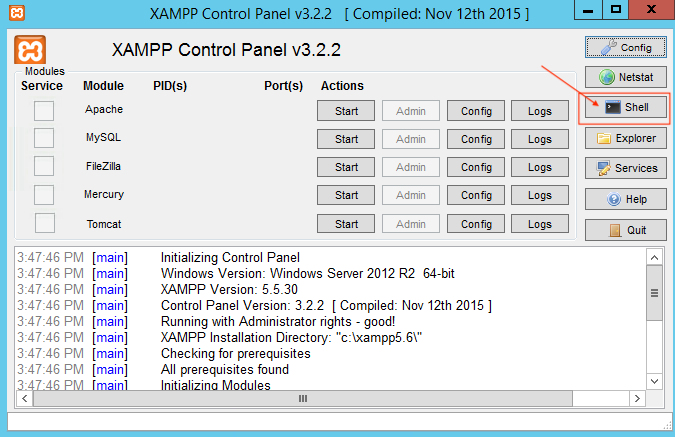 XAMPP Control Panel v3.2.2 [ Compiled: Nov 12th 2015 ]
XAMPP Control Panel v3.2.2
Config
Modules
Service Module PID(s) Port(s) Actions
Netstat
Apache Start Admin Config Logs
Shell
MySQL Start Admin Config Logs
Explorer
FileZilla Start Admin Config Logs
Services
Mercury Start Admin Config Logs
Help
Tomcat Start Admin Config Logs
Quit
3:47:46 PM [main] Initializing Control Panel
3:47:46 PM [main] Windows Version: Windows Server 2012 R2 64-bit
3:47:46 PM [main] XAMPP Version: 5.5.30
3:47:46 PM [main] Control Panel Version: 3.2.2 [ Compiled: Nov 12th 2015 ]
3:47:46 PM [main] Running with Administrator rights - good!
3:47:46 PM [main] XAMPP Installation Directory: "c:\xampp5.6\"
3:47:46 PM [main] Checking for prerequisites
3:47:46 PM [main] All prerequisites found
3:47:46 PM [main] Initializing Modules